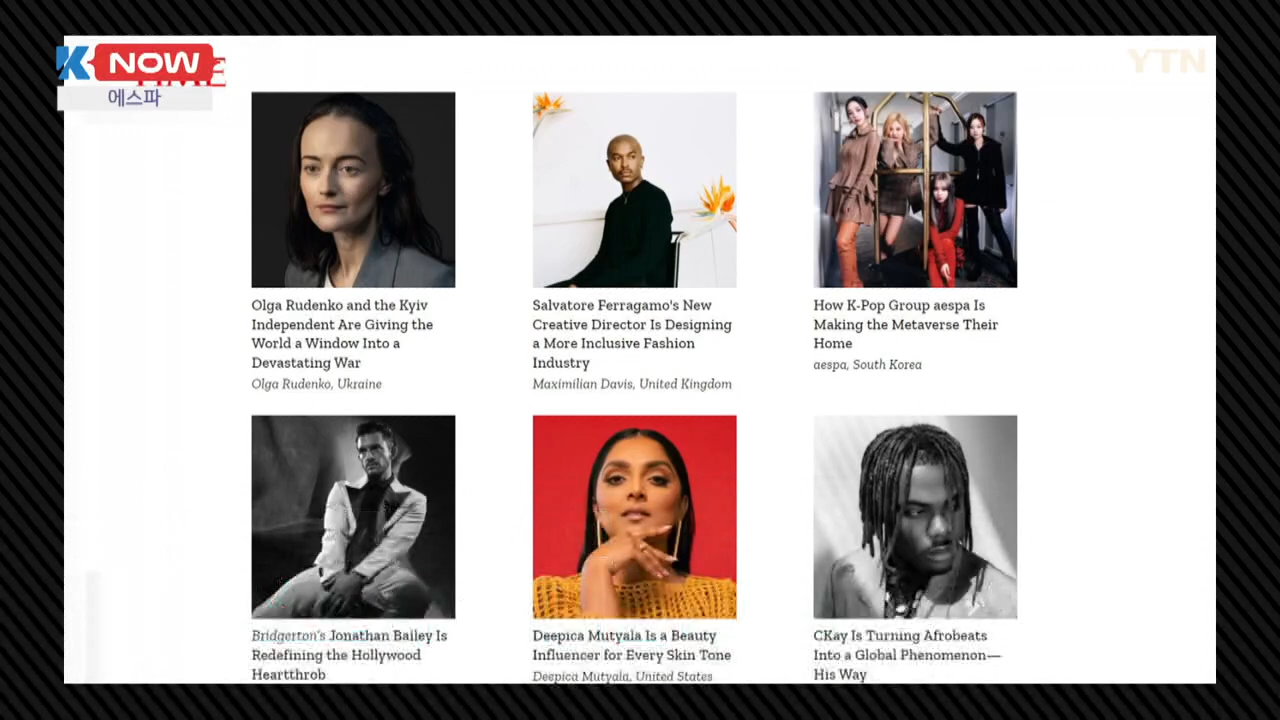 K NOW
YTN
TIME
에스파
Olga Rudenko and the Kyiv
Independent Are Giving the
World a Window Into a
Devastating War
Olga Rudenko, Ukraine
Salvatore Ferragamo's New
Creative Director Is Designing
a More Inclusive Fashion
Industry
Maximilian Davis, United Kingdom
How K-Pop Group aespa Is
Making the Metaverse Their
Home
aespa, South Korea
Bridgerton's Jonathan Bailey Is
Redefining the Hollywood
Heartthrob
Deepica Mutyala Is a Beauty
Influencer for Every Skin Tone
Deepica Mutyala, United States
CKay Is Turning Afrobeats
Into a Global Phenomenon—
His Way